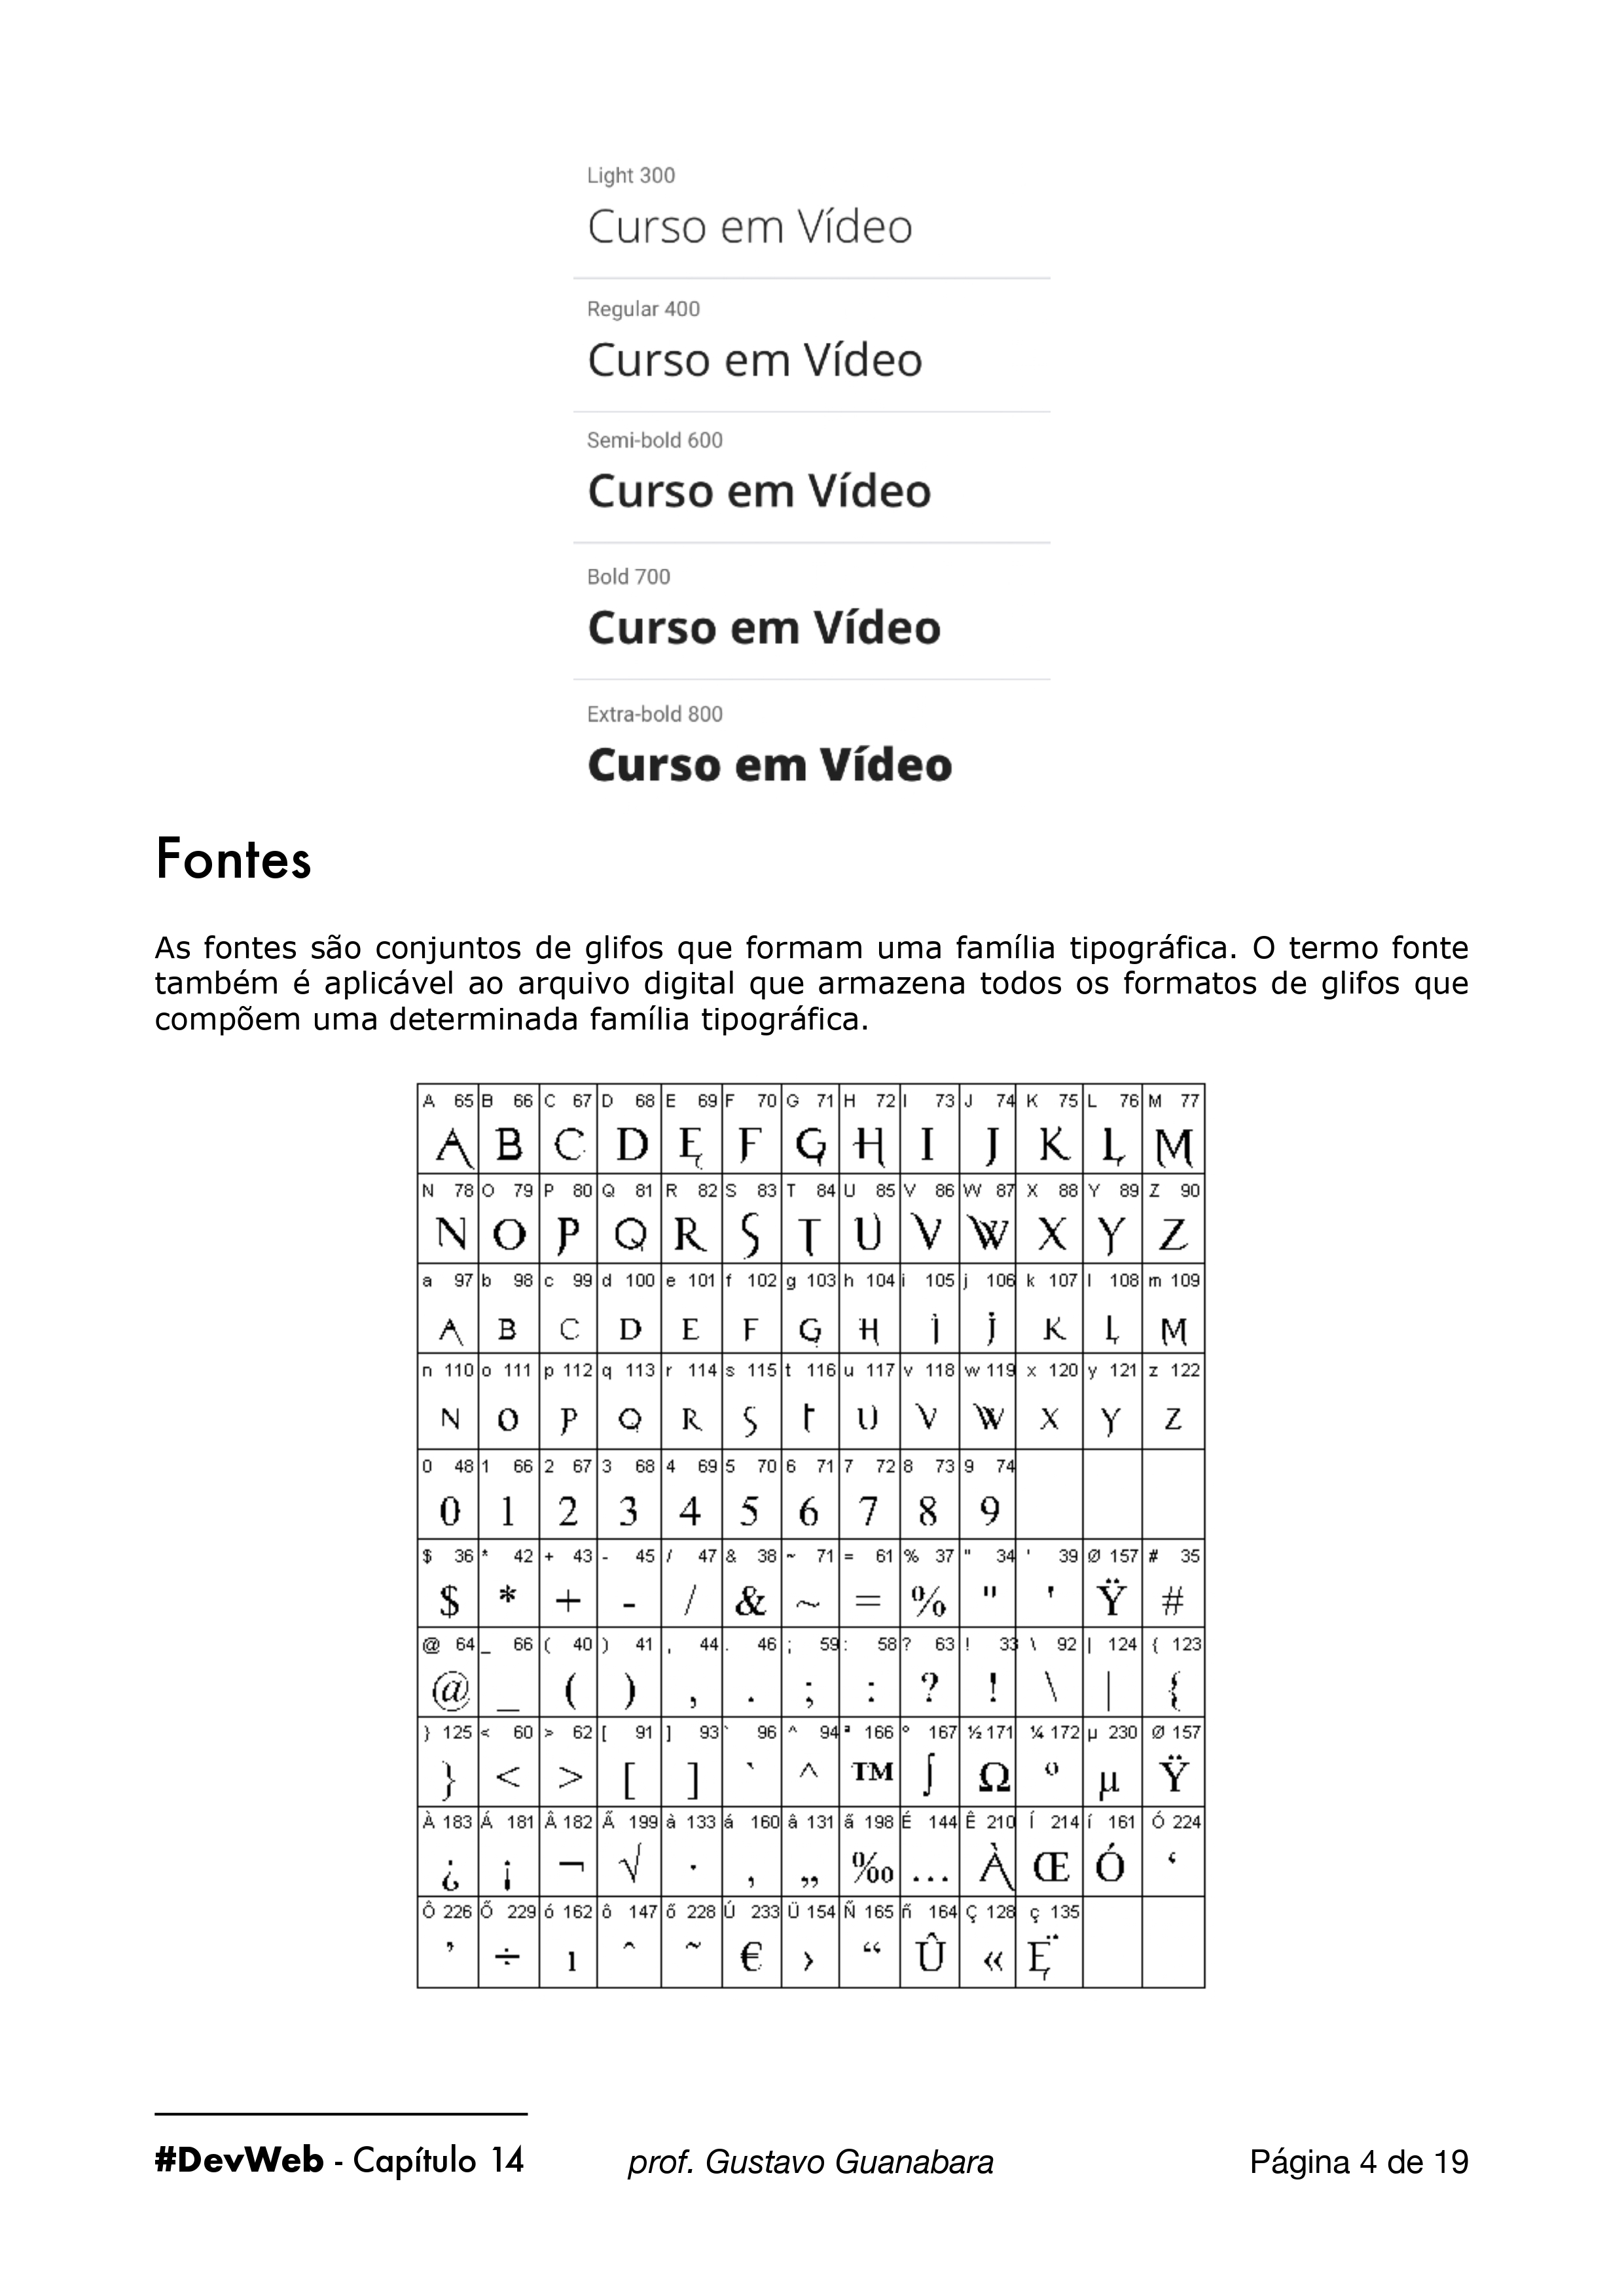 Light 300
Curso em Vídeo
Regular 400
Curso em Vídeo
Semi-bold 600
Curso em Vídeo
Bold 700
Curso em Vídeo
Extra-bold 800
Curso em Vídeo
Fontes
As fontes são conjuntos de glifos que formam uma família tipográfica. O termo fonte
também é aplicável ao arquivo digital que armazena todos os formatos de glifos que
compõem uma determinada família tipográfica.
A 65 B 66 C 67 D 68 E 69 F 70 G 71 H 72 I 73 J 74 K 75 L 76 M 77
A B C D E F G H I J K L M
N 78 O 79 P 80 Q 81 R 82 S 83 T 84 U 85 V 86 W 87 X 88 Y 89 Z 90
N O P Q R S T U V W X Y Z
a 97 b 98 c 99 d 100 e 101 f 102 g 103 h 104 i 105 j 106 k 107 l 108 m 109
A B C D E F G H i j K L M
n 110 o 111 p 112 q 113 r 114 s 115 t 116 u 117 v 118 w 119 x 120 y 121 z 122
N O P Q R S t U V W X Y Z
0 48 1 66 2 67 3 68 4 69 5 70 6 71 7 72 8 73 9 74
0 1 2 3 4 5 6 7 8 9
$ 36 * 42 + 43 - 45 / 47 & 38 ~ 71 = 61 % 37 " 34 ' 39 Ø 157 # 35
$ * + - / & ~ = % " ' Ÿ #
@ 64 _ 66 ( 40 ) 41 , 44 . 46 ; 59 : 58 ? 63 ! 33 \ 92 | 124 { 123
@ _ ( ) , . ; : ? ! \ | {
} 125 < 60 > 62 [ 91 ] 93 ` 96 ^ 94 ª 166 º 167 ½ 171 ¼ 172 µ 230 Ø 157
} < > [ ] ` ^ ™ ∫ Ω º µ Ÿ
À 183 Á 181 Â 182 Ã 199 à 133 á 160 â 131 ã 198 É 144 Ê 210 Í 214 í 161 Ó 224
¿ ¡ ¬ √ · ‚ „ ‰ … À Œ Ó ‘
Ô 226 Õ 229 ó 162 ô 147 õ 228 Ú 233 Ü 154 Ñ 165 ñ 164 Ç 128 ç 135
’ ÷ ı ˆ ˜ € › “ Û « Ę¨
#DevWeb - Capítulo 14 prof. Gustavo Guanabara Página 4 de 19